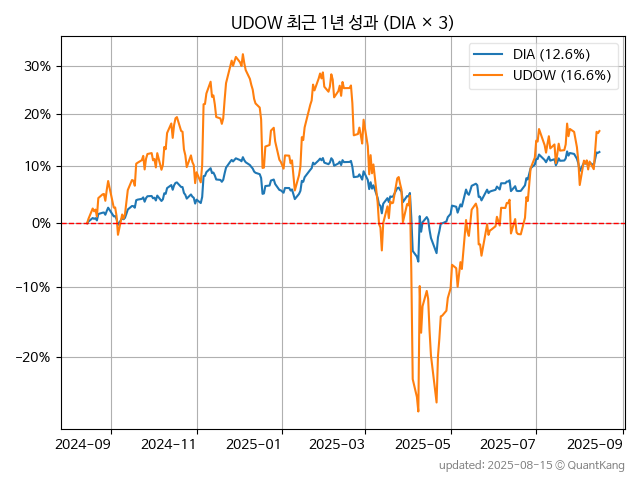 UDOW 최근 1년 성과 (DIA × 3)
DIA (12.6%)
UDOW (16.6%)
30%
20%
10%
0%
−10%
−20%
2024-09 2024-11 2025-01 2025-03 2025-05 2025-07 2025-09
updated: 2025-08-15 © QuantKang